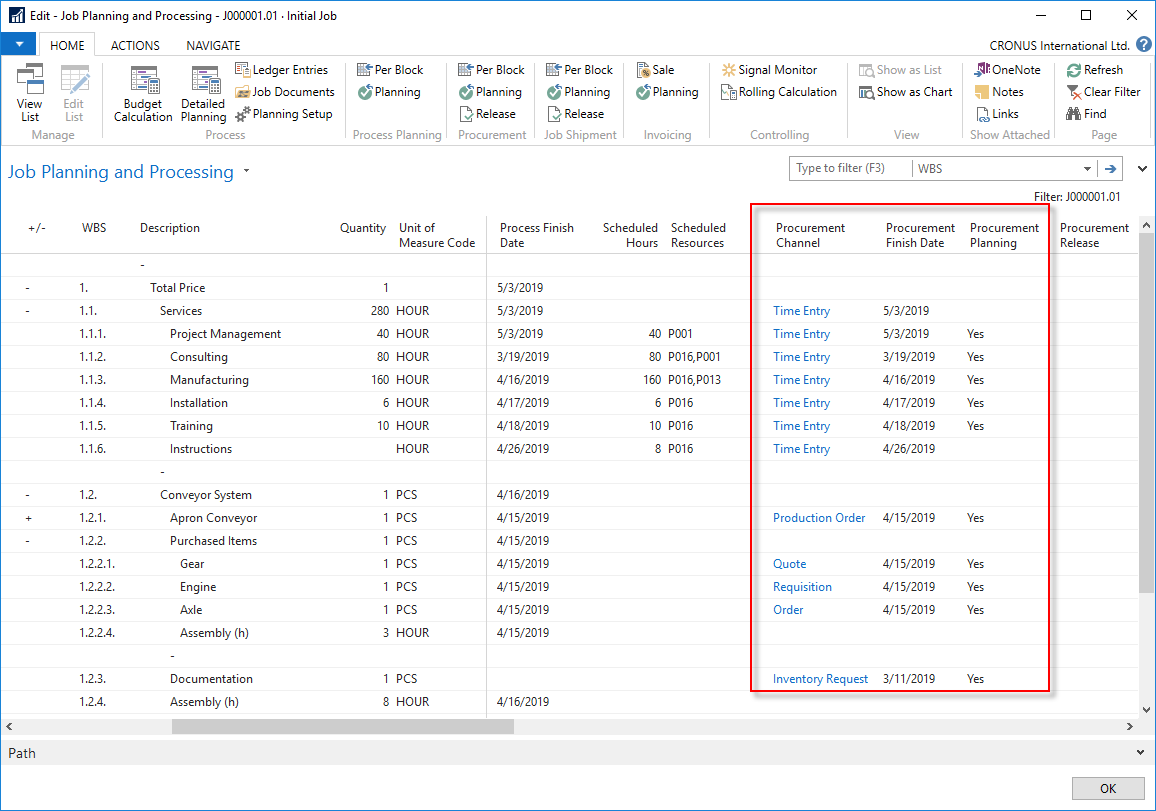 Edit - Job Planning and Processing - J000001.01 · Initial Job
HOME ACTIONS NAVIGATE CRONUS International Ltd. ?
View List
Edit List
Manage
Budget Calculation
Detailed Planning
Ledger Entries
Job Documents
Planning Setup
Process
Per Block
Planning
Process Planning
Per Block
Planning
Release
Procurement
Per Block
Planning
Release
Job Shipment
Sale
Planning
Invoicing
Signal Monitor
Rolling Calculation
Controlling
Show as List
Show as Chart
View
OneNote
Notes
Links
Show Attached
Refresh
Clear Filter
Find
Page
Job Planning and Processing
Type to filter (F3) WBS
Filter: J000001.01
+/- WBS Description Quantity Unit of Measure Code Process Finish Date Scheduled Hours Scheduled Resources Procurement Channel Procurement Finish Date Procurement Planning Procurement Release
-
- 1. Total Price 1 5/3/2019
- 1.1. Services 280 HOUR 5/3/2019 Time Entry 5/3/2019
1.1.1. Project Management 40 HOUR 5/3/2019 40 P001 Time Entry 5/3/2019 Yes
1.1.2. Consulting 80 HOUR 3/19/2019 80 P016,P001 Time Entry 3/19/2019 Yes
1.1.3. Manufacturing 160 HOUR 4/16/2019 160 P016,P013 Time Entry 4/16/2019 Yes
1.1.4. Installation 6 HOUR 4/17/2019 6 P016 Time Entry 4/17/2019 Yes
1.1.5. Training 10 HOUR 4/18/2019 10 P016 Time Entry 4/18/2019 Yes
1.1.6. Instructions HOUR 4/26/2019 8 P016 Time Entry 4/26/2019
-
- 1.2. Conveyor System 1 PCS 4/16/2019
+ 1.2.1. Apron Conveyor 1 PCS 4/15/2019 Production Order 4/15/2019 Yes
- 1.2.2. Purchased Items 1 PCS 4/15/2019
1.2.2.1. Gear 1 PCS 4/15/2019 Quote 4/15/2019 Yes
1.2.2.2. Engine 1 PCS 4/15/2019 Requisition 4/15/2019 Yes
1.2.2.3. Axle 1 PCS 4/15/2019 Order 4/15/2019 Yes
1.2.2.4. Assembly (h) 3 HOUR 4/15/2019
-
1.2.3. Documentation 1 PCS Inventory Request 3/11/2019 Yes
1.2.4. Assembly (h) 8 HOUR 4/16/2019
Path
OK